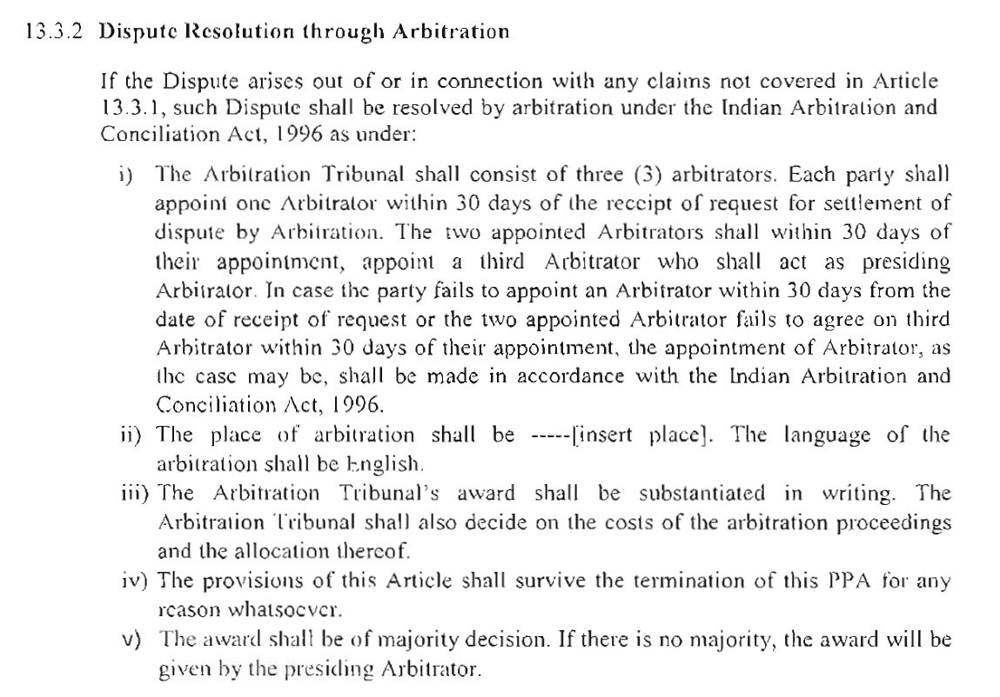 13.3.2 Dispute Resolution through Arbitration
If the Dispute arises out of or in connection with any claims not covered in Article
13.3.1, such Dispute shall be resolved by arbitration under the Indian Arbitration and
Conciliation Act, 1996 as under:
i) The Arbitration Tribunal shall consist of three (3) arbitrators. Each party shall
appoint one Arbitrator within 30 days of the receipt of request for settlement of
dispute by Arbitration. The two appointed Arbitrators shall within 30 days of
their appointment, appoint a third Arbitrator who shall act as presiding
Arbitrator. In case the party fails to appoint an Arbitrator within 30 days from the
date of receipt of request or the two appointed Arbitrator fails to agree on third
Arbitrator within 30 days of their appointment, the appointment of Arbitrator, as
the case may be, shall be made in accordance with the Indian Arbitration and
Conciliation Act, 1996.
ii) The place of arbitration shall be -----[insert place]. The language of the
arbitration shall be English.
iii) The Arbitration Tribunal's award shall be substantiated in writing. The
Arbitration Tribunal shall also decide on the costs of the arbitration proceedings
and the allocation thereof.
iv) The provisions of this Article shall survive the termination of this PPA for any
reason whatsoever.
v) The award shall be of majority decision. If there is no majority, the award will be
given by the presiding Arbitrator.